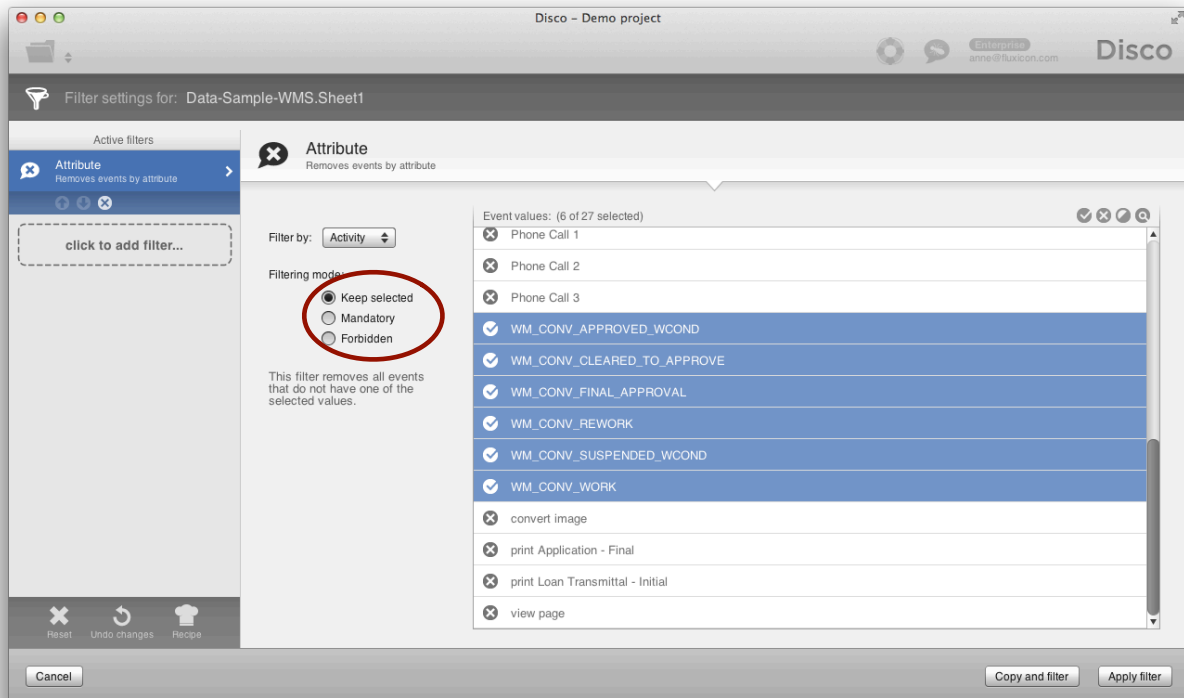 Disco – Demo project
Enterprise
anne@fluxicon.com
Disco
Filter settings for: Data-Sample-WMS.Sheet1
Active filters
Attribute
Removes events by attribute
click to add filter...
Reset
Undo changes
Recipe
Attribute
Removes events by attribute
Filter by: Activity
Filtering mode:
Keep selected
Mandatory
Forbidden
This filter removes all events
that do not have one of the
selected values.
Event values: (6 of 27 selected)
Phone Call 1
Phone Call 2
Phone Call 3
WM_CONV_APPROVED_WCOND
WM_CONV_CLEARED_TO_APPROVE
WM_CONV_FINAL_APPROVAL
WM_CONV_REWORK
WM_CONV_SUSPENDED_WCOND
WM_CONV_WORK
convert image
print Application - Final
print Loan Transmittal - Initial
view page
Cancel
Copy and filter
Apply filter